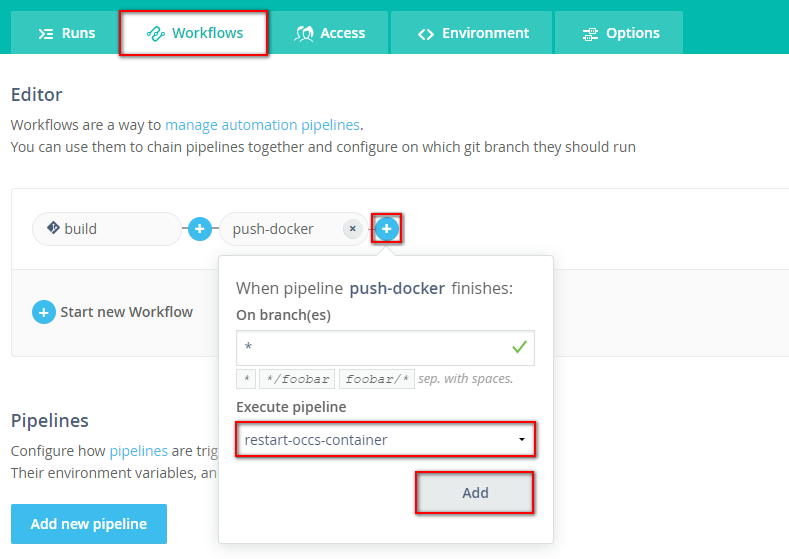 Runs Workflows Access Environment Options
Editor
Workflows are a way to manage automation pipelines.
You can use them to chain pipelines together and configure on which git branch they should run
build + push-docker × +
When pipeline push-docker finishes:
On branch(es)
*
* */foobar foobar/* sep. with spaces.
Execute pipeline
restart-occs-container
Add
+ Start new Workflow
Pipelines
Configure how pipelines are trig
Their environment variables, an
Add new pipeline